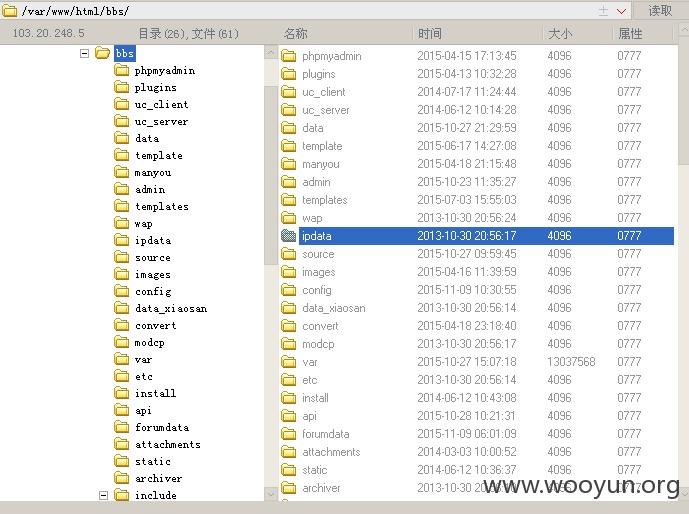 /var/www/html/bbs/ 读取
103.20.248.5 目录(26),文件(61) 名称 时间 大小 属性
bbs
phpmyadmin
plugins
uc_client
uc_server
data
template
manyou
admin
templates
wap
ipdata
source
images
config
data_xiaosan
convert
modcp
var
etc
install
api
forumdata
attachments
static
archiver
include
phpmyadmin 2015-04-15 17:13:45 4096 0777
plugins 2015-04-13 10:32:28 4096 0777
uc_client 2014-07-17 11:24:44 4096 0777
uc_server 2014-06-12 10:14:28 4096 0777
data 2015-10-27 21:29:59 4096 0777
template 2015-06-17 14:27:08 4096 0777
manyou 2015-04-18 21:15:48 4096 0777
admin 2015-10-23 11:35:27 4096 0777
templates 2015-07-03 15:55:03 4096 0777
wap 2013-10-30 20:56:24 4096 0777
ipdata 2013-10-30 20:56:17 4096 0777
source 2015-10-27 09:59:45 4096 0777
images 2015-04-16 11:39:59 4096 0777
config 2015-11-09 10:30:55 4096 0777
data_xiaosan 2013-10-30 20:56:14 4096 0777
convert 2015-04-18 23:18:40 4096 0777
modcp 2013-10-30 20:56:17 4096 0777
var 2015-10-27 15:07:18 13037568 0777
etc 2013-10-30 20:56:14 4096 0777
install 2014-06-12 10:43:08 4096 0777
api 2015-10-28 10:21:31 4096 0777
forumdata 2015-11-09 06:01:09 4096 0777
attachments 2014-03-03 10:00:52 4096 0777
static 2014-06-12 10:36:37 4096 0777
archiver 2013-10-30 20:56: 4096 0777
www.wooyun.org